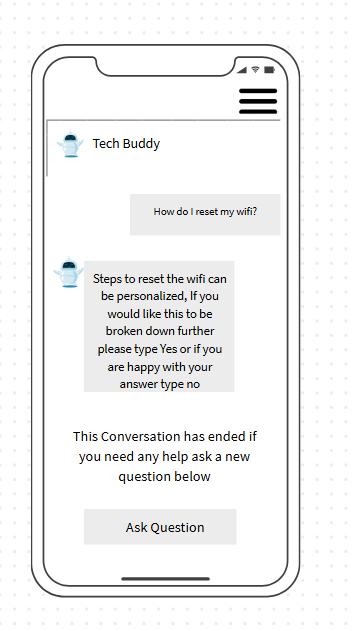 Tech Buddy
How do I reset my wifi?
Steps to reset the wifi can
be personalized, If you
would like this to be
broken down further
please type Yes or if you
are happy with your
answer type no
This Conversation has ended if
you need any help ask a new
question below
Ask Question